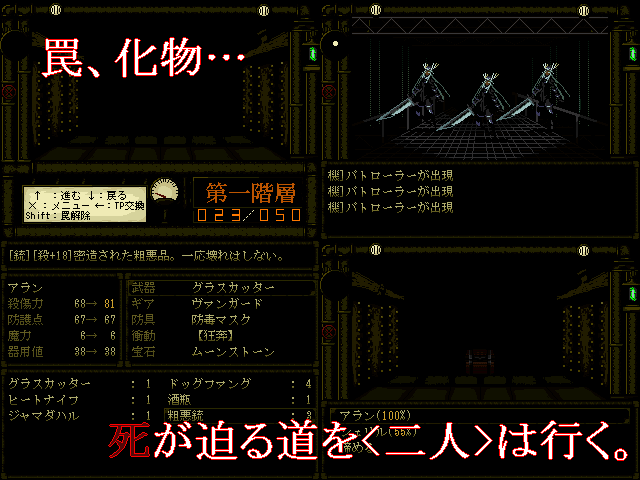 罠、化物…
↑ :進む ↓:戻る
X :メニュー ←:TP交換
Shift:罠解除
第一階層
023/050
機]パトローラーが出現
機]パトローラーが出現
機]パトローラーが出現
[銃][殺+18]密造された粗悪品。一応壊れはしない。
アラン
殺傷力 68→ 81
防護点 67→ 67
魔力 6→ 6
器用値 38→ 38
武器 グラスカッター
ギア ヴァンガード
防具 防毒マスク
衝動 【狂奔】
宝石 ムーンストーン
グラスカッター : 1 ドッグファング : 4
ヒートナイフ : 1 酒瓶 : 1
ジャマダハル : 1 粗悪銃
アラン(100%)
(55%)
死が迫る道を<二人>は行く。